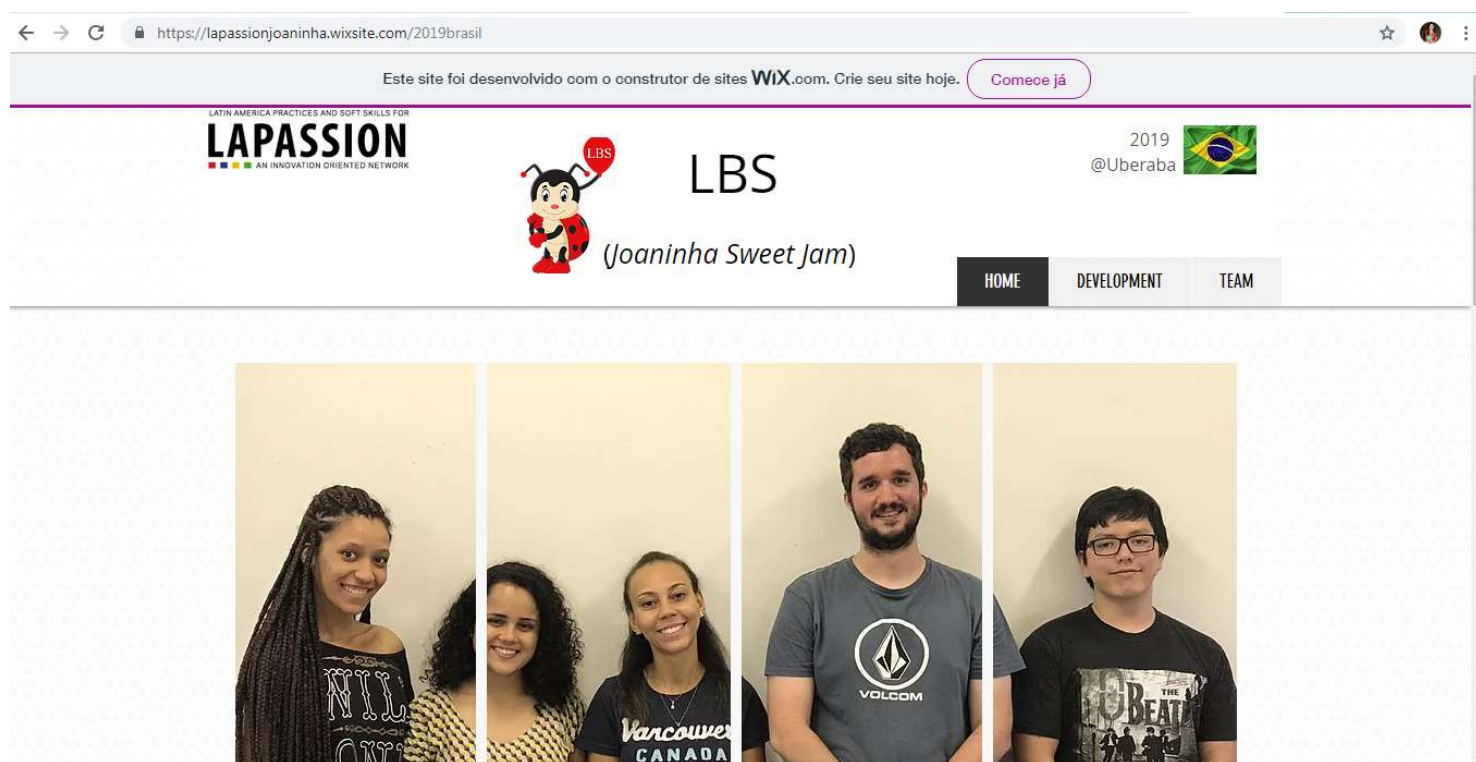 https://lapassionjoaninha.wixsite.com/2019brasil
Este site foi desenvolvido com o construtor de sites WiX.com. Crie seu site hoje. Comece já
LATIN AMERICA PRACTICES AND SOFT SKILLS FOR
LAPASSION
AN INNOVATION ORIENTED NETWORK
LBS
LBS
(Joaninha Sweet Jam)
2019
@Uberaba
HOME DEVELOPMENT TEAM
Vancouver
CANADA
VOLCOM
THE
BEAT